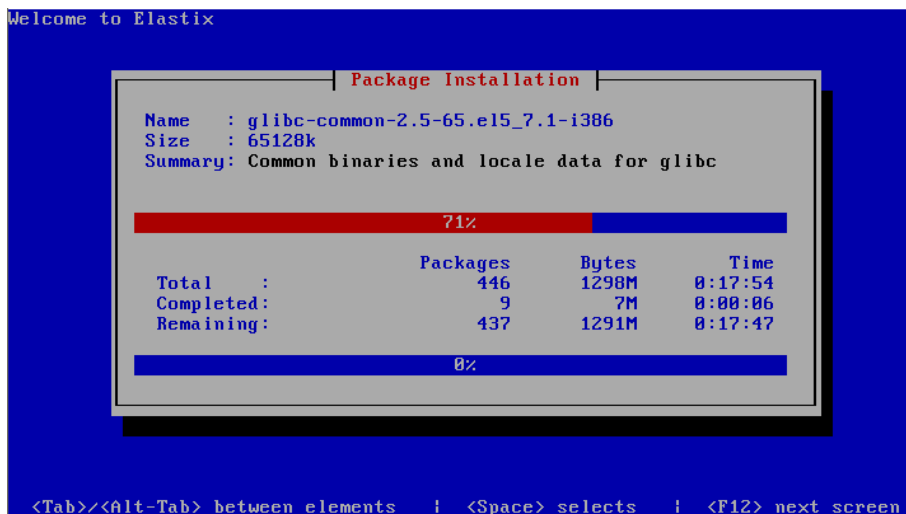 Welcome to Elastix
Package Installation
Name : glibc-common-2.5-65.el5_7.1-i386
Size : 65128k
Summary: Common binaries and locale data for glibc
71%
Packages Bytes Time
Total : 446 1298M 0:17:54
Completed: 9 7M 0:00:06
Remaining: 437 1291M 0:17:47
0%
<Tab>/<Alt-Tab> between elements | <Space> selects | <F12> next screen